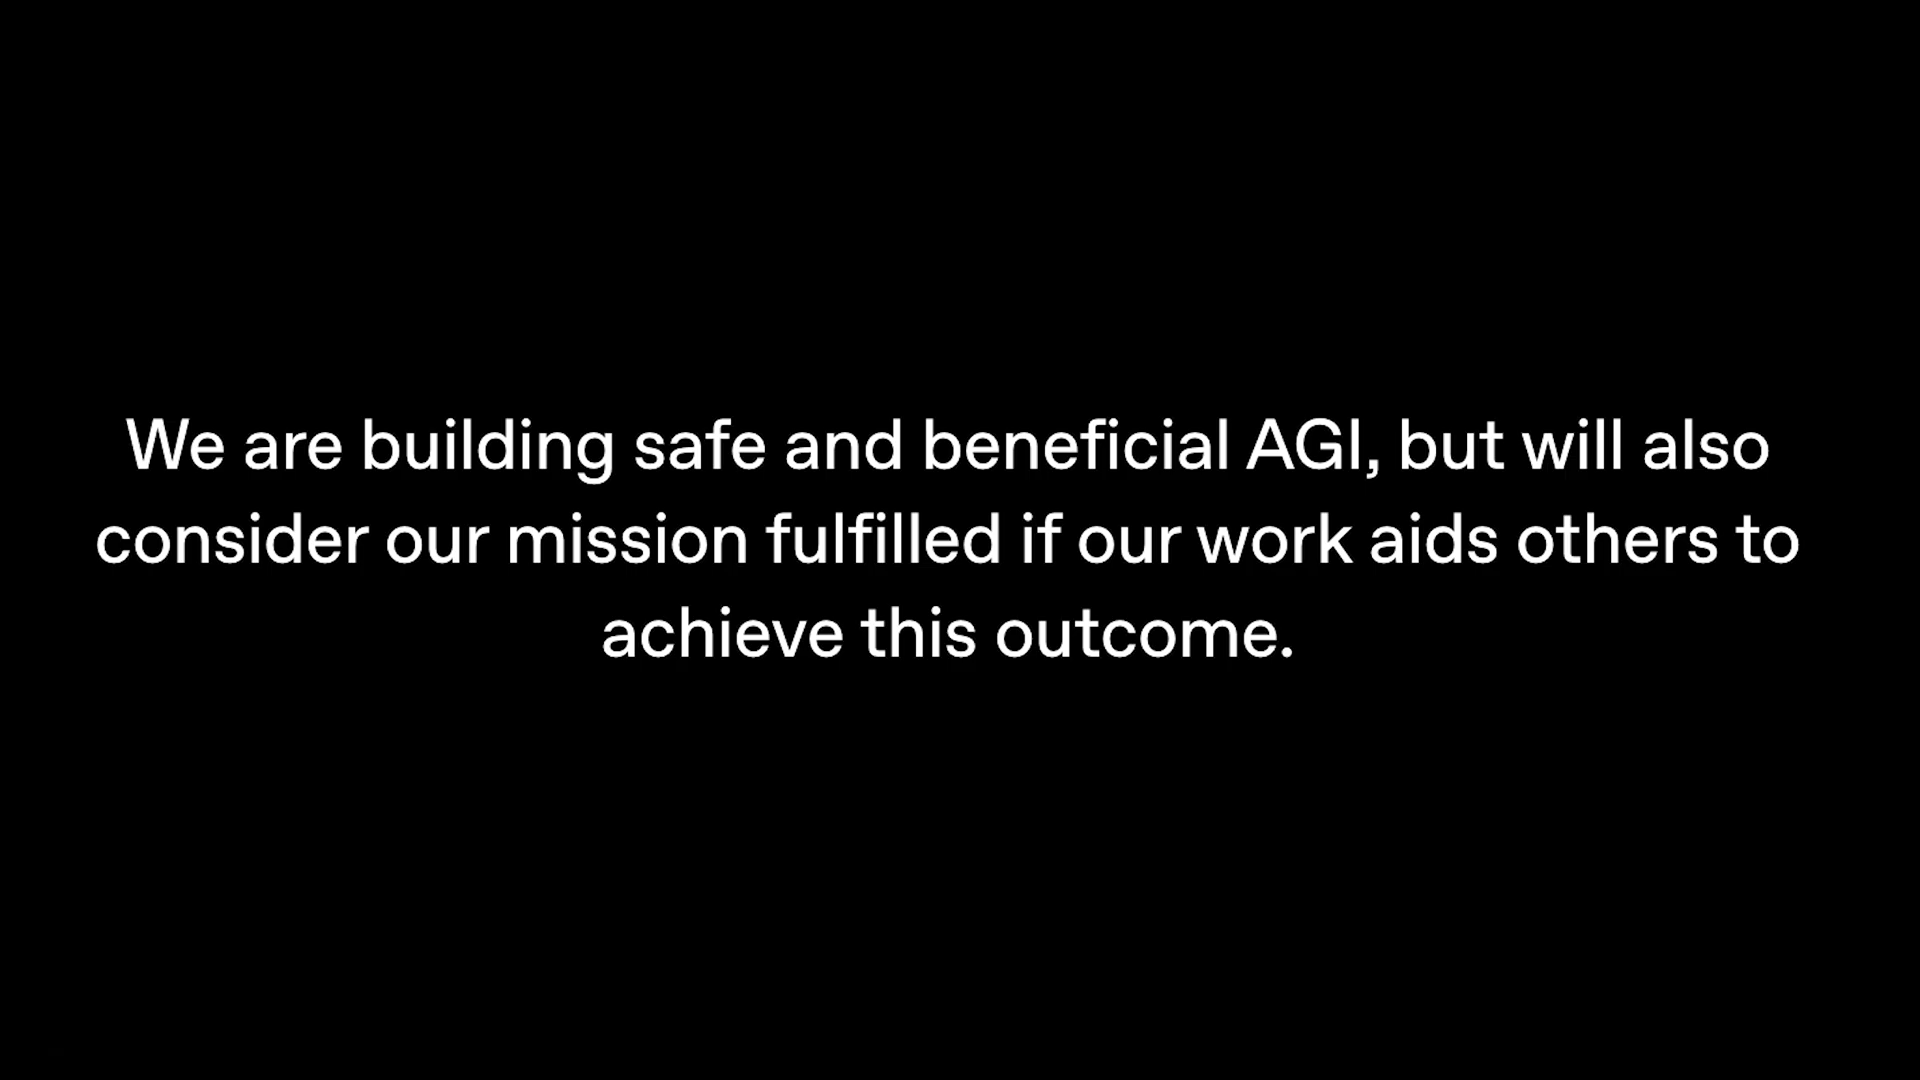 We are building safe and beneficial AGI, but will also
consider our mission fulfilled if our work aids others to
achieve this outcome.